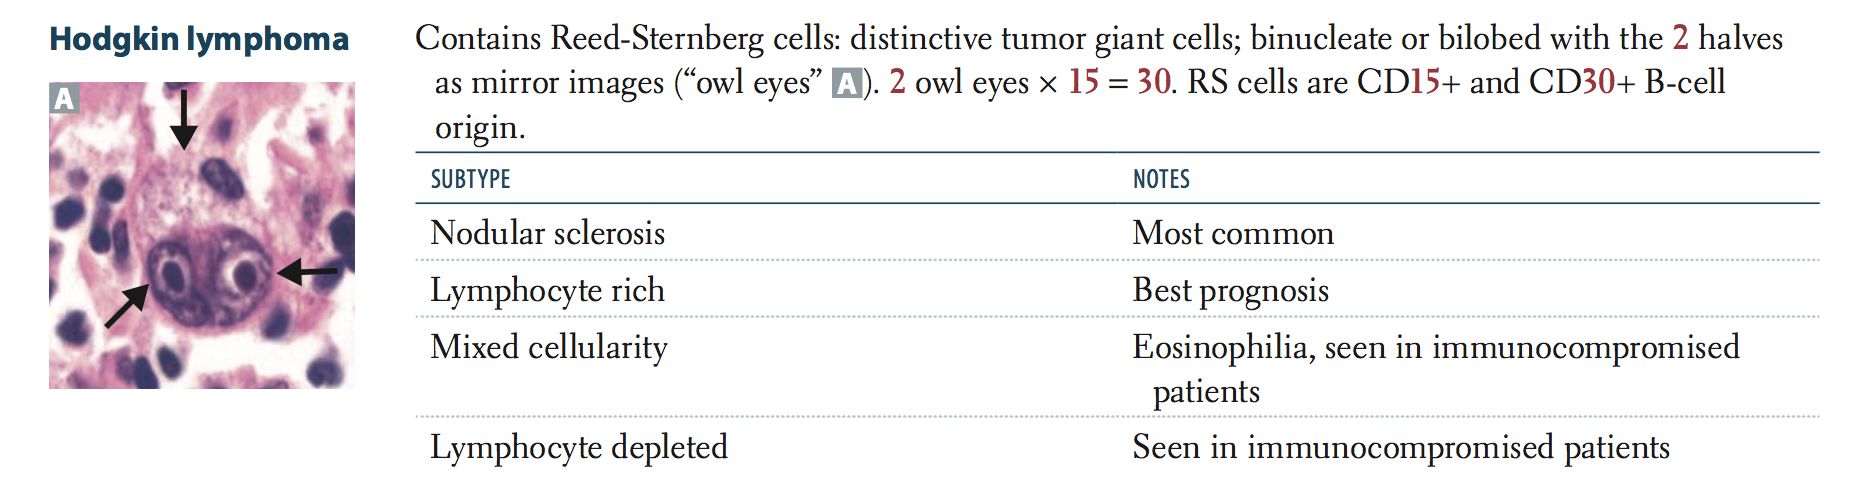 Hodgkin lymphoma
A
Contains Reed-Sternberg cells: distinctive tumor giant cells; binucleate or bilobed with the 2 halves
as mirror images (“owl eyes” A). 2 owl eyes × 15 = 30. RS cells are CD15+ and CD30+ B-cell
origin.
SUBTYPE NOTES
Nodular sclerosis Most common
Lymphocyte rich Best prognosis
Mixed cellularity Eosinophilia, seen in immunocompromised
patients
Lymphocyte depleted Seen in immunocompromised patients